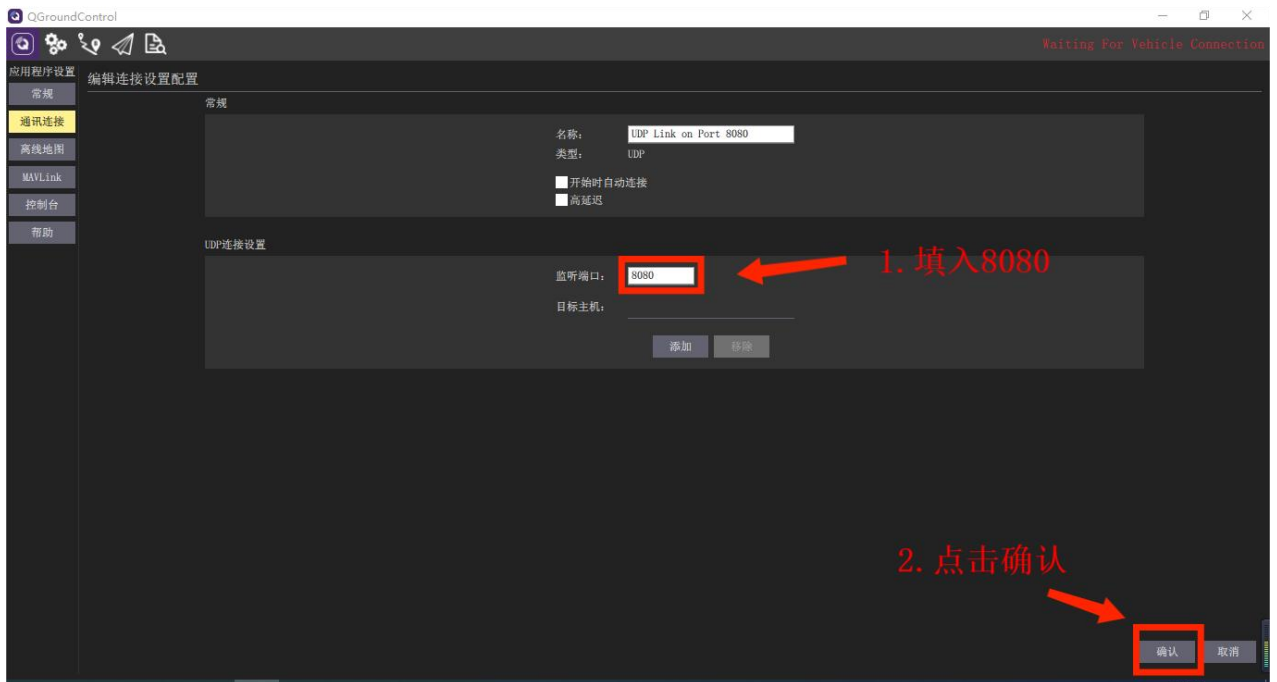 QGroundControl
Waiting For Vehicle Connection
应用程序设置
编辑连接设置配置
常规
常规
名称： UDP Link on Port 8080
通讯连接
类型： UDP
离线地图
MAVLink
开始时自动连接
控制台
高延迟
帮助
UDP连接设置
监听端口： 8080
1. 填入8080
目标主机：
添加 移除
2. 点击确认
确认 取消